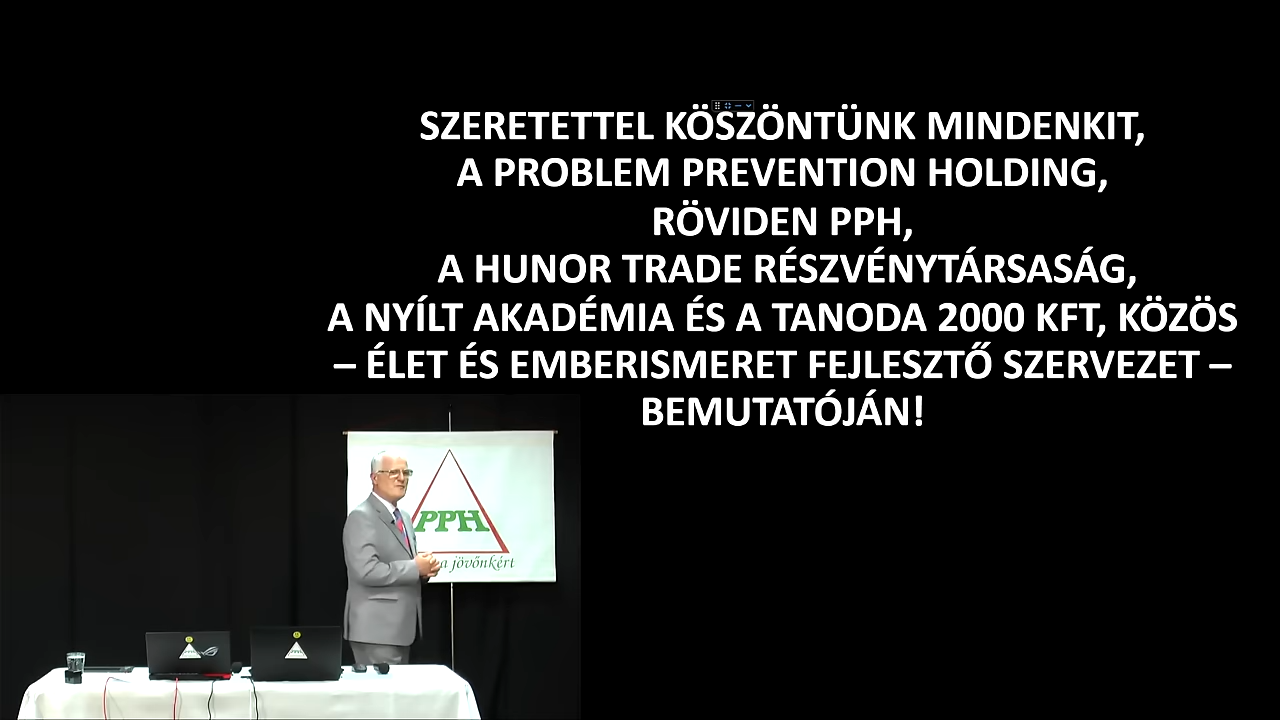 SZERETETTEL KÖSZÖNTÜNK MINDENKIT,
A PROBLEM PREVENTION HOLDING,
RÖVIDEN PPH,
A HUNOR TRADE RÉSZVÉNYTÁRSASÁG,
A NYÍLT AKADÉMIA ÉS A TANODA 2000 KFT, KÖZÖS
– ÉLET ÉS EMBERISMERET FEJLESZTŐ SZERVEZET –
BEMUTATÓJÁN!
PPH
a jövőnkért